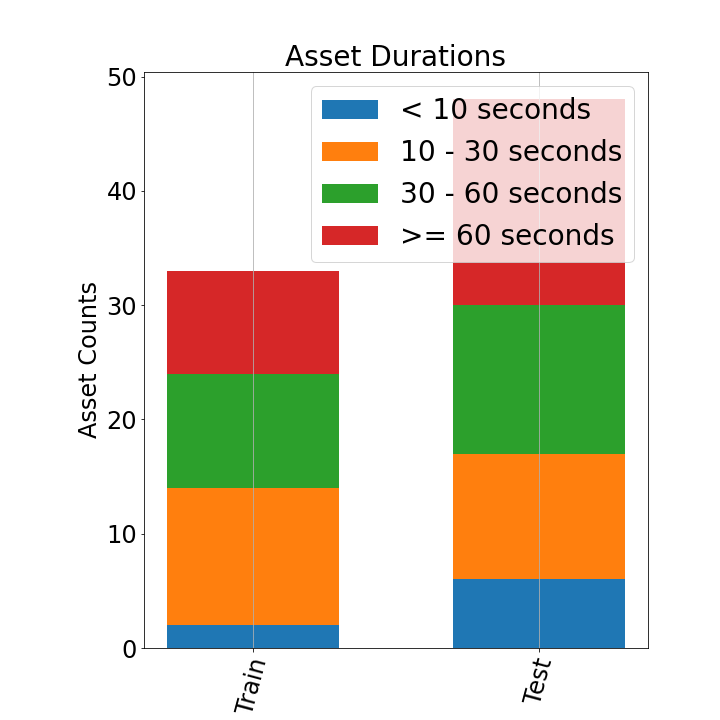 Asset Durations
50
40
30
20
10
0
Asset Counts
< 10 seconds
10 - 30 seconds
30 - 60 seconds
>= 60 seconds
Train
Test